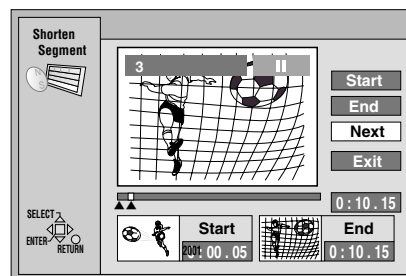 Shorten
Segment
3
Start
End
Next
Exit
0:10.15
SELECT
ENTER
RETURN
Start
2001
:00.05
End
0:10.15